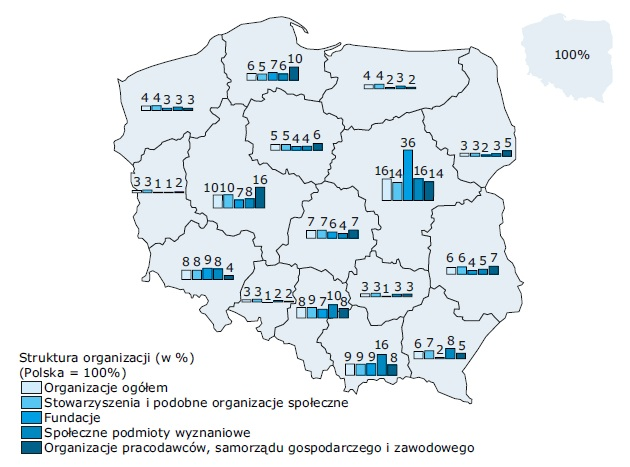 100%
6 5 7 6 10
4 4 2 3 2
4 4 3 3 3
5 5 4 4 6
36
16 14 16 14
3 3 2 3 5
3 3 1 1 2
10 10 7 8 16
7 7 6 4 7
6 6 4 5 7
8 8 9 8 4
3 3 1 2 2
8 9 7 10 8
3 3 1 3 3
9 9 9 16 8
6 7 2 8 5
Struktura organizacji (w %)
(Polska = 100%)
Organizacje ogółem
Stowarzyszenia i podobne organizacje społeczne
Fundacje
Społeczne podmioty wyznaniowe
Organizacje pracodawców, samorządu gospodarczego i zawodowego